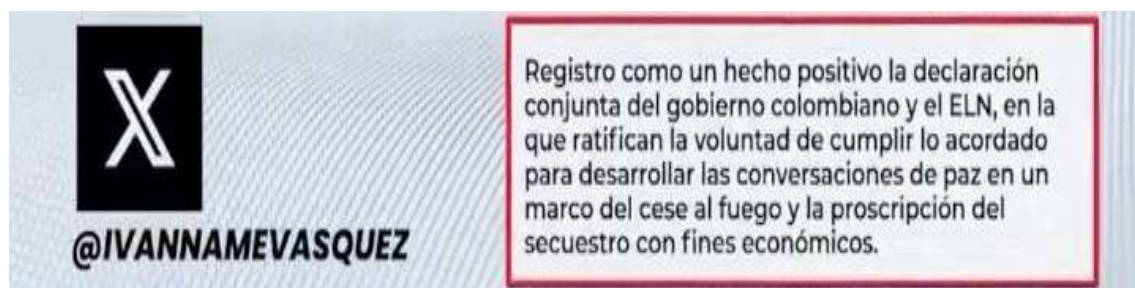 X
@IVANNAMEVASQUEZ
Registro como un hecho positivo la declaración
conjunta del gobierno colombiano y el ELN, en la
que ratifican la voluntad de cumplir lo acordado
para desarrollar las conversaciones de paz en un
marco del cese al fuego y la proscripción del
secuestro con fines económicos.